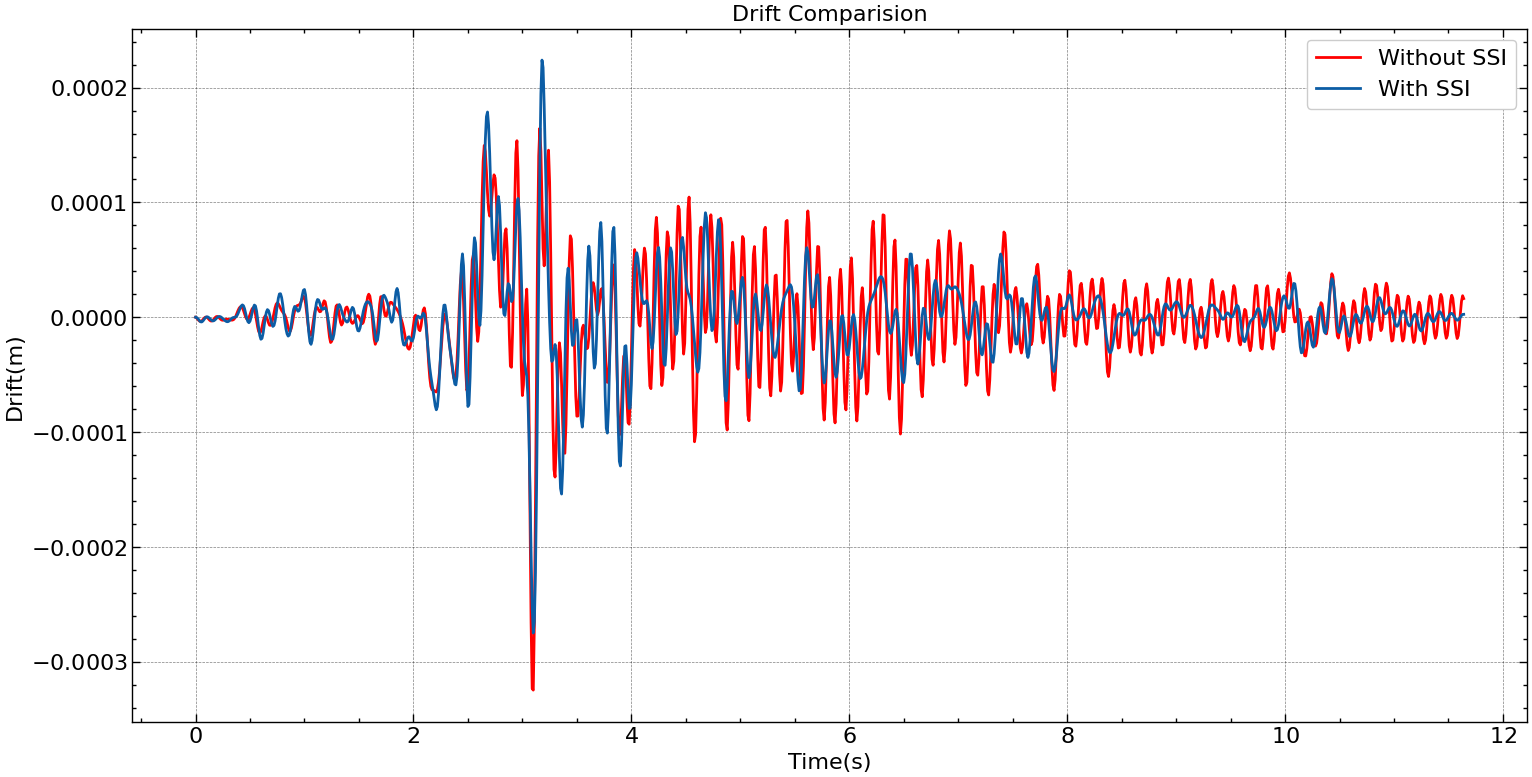 Drift Comparision
Without SSI
With SSI
0.0002
0.0001
0.0000
−0.0001
−0.0002
−0.0003
Drift(m)
0 2 4 6 8 10 12
Time(s)